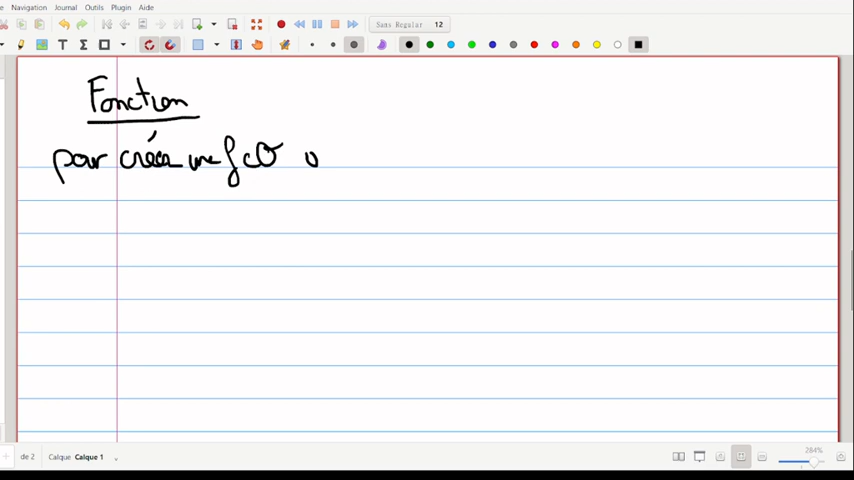 Navigation Journal Outils Plugin Aide
Sans Regular 12
Fonction
pour créer une fct°
de 2 Calque Calque 1 284%